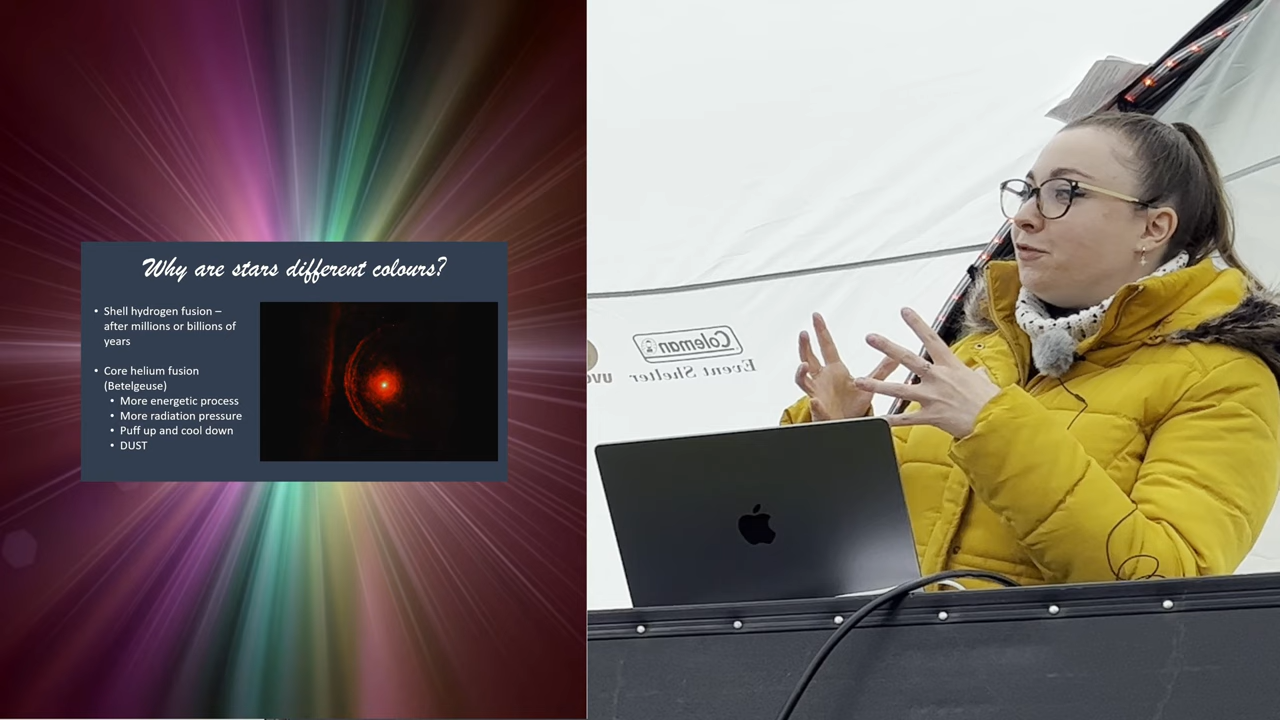 Why are stars different colours?
• Shell hydrogen fusion –
after millions or billions of
years
• Core helium fusion
(Betelgeuse)
• More energetic process
• More radiation pressure
• Puff up and cool down
• DUST
Coleman
Event Shelter